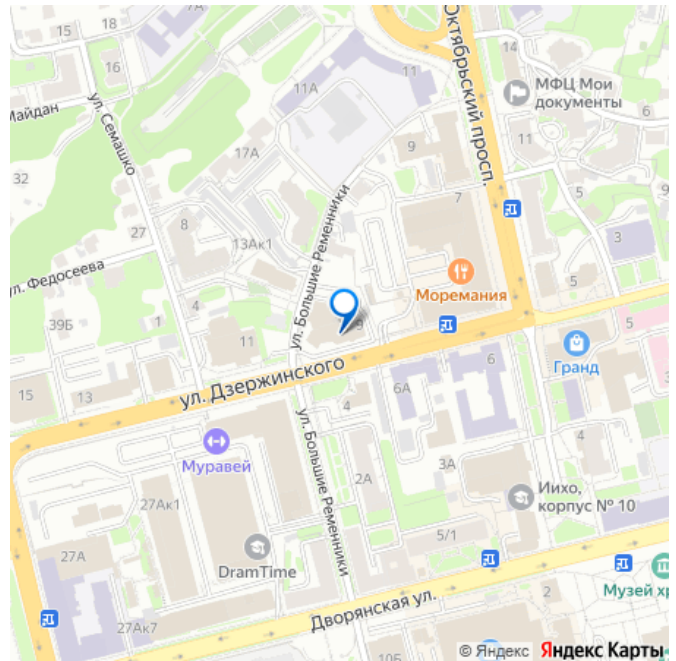 Октябрьский просп.
14
МФЦ Мои
документы
7А
18
16
11А
11
11
6
Майдан
ул. Семашко
17А
9
32
7
9
8
27
13Ак1
ул. Большие Ременники
3
5
5
ул. Федосеева
Моремания
4
39Б
11
9
Гранд
5
6
15
13
ул. Дзержинского
6А
4
4
Муравей
ул. Большие Ременники
2А
3А
Иихо,
корпус № 10
27Ак1
5/1
27А
DramTime
2
Музей хр
Дворянская ул.
27Ак7
10Б
© Яндекс Яндекс Карты